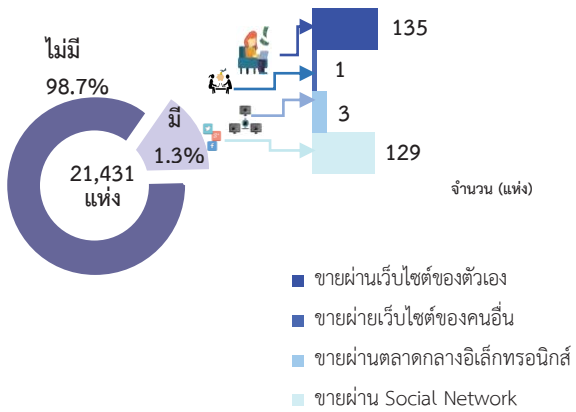 ไม่มี
98.7%
มี
1.3%
21,431
แห่ง
135
1
3
129
จำนวน (แห่ง)
ขายผ่านเว็บไซต์ของตัวเอง
ขายผ่ายเว็บไซต์ของคนอื่น
ขายผ่านตลาดกลางอิเล็กทรอนิกส์
ขายผ่าน Social Network